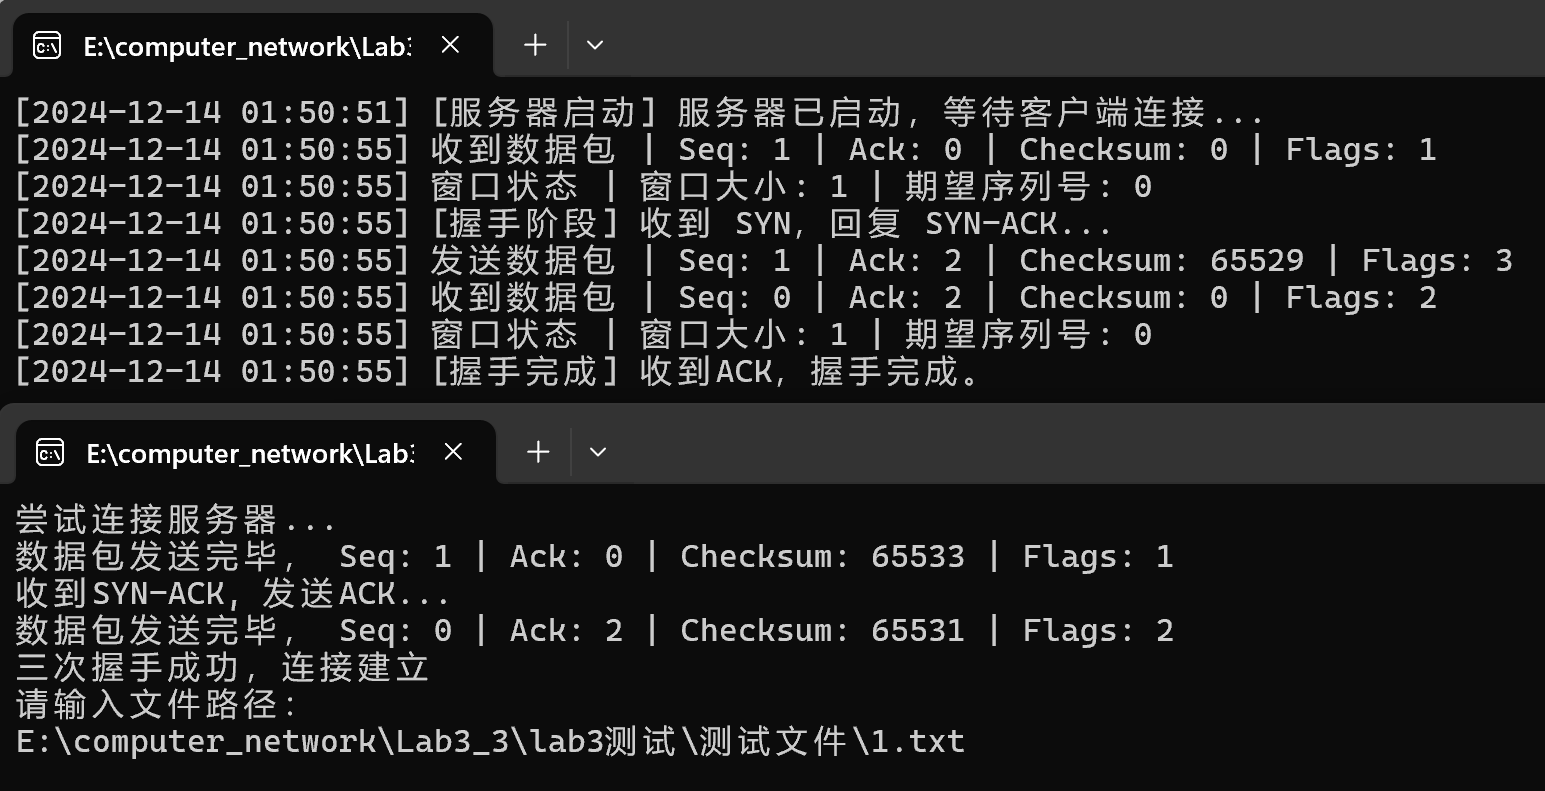 E:\computer_network\Lab3
[2024-12-14 01:50:51] [服务器启动] 服务器已启动，等待客户端连接...
[2024-12-14 01:50:55] 收到数据包 | Seq: 1 | Ack: 0 | Checksum: 0 | Flags: 1
[2024-12-14 01:50:55] 窗口状态 | 窗口大小: 1 | 期望序列号: 0
[2024-12-14 01:50:55] [握手阶段] 收到 SYN，回复 SYN-ACK...
[2024-12-14 01:50:55] 发送数据包 | Seq: 1 | Ack: 2 | Checksum: 65529 | Flags: 3
[2024-12-14 01:50:55] 收到数据包 | Seq: 0 | Ack: 2 | Checksum: 0 | Flags: 2
[2024-12-14 01:50:55] 窗口状态 | 窗口大小: 1 | 期望序列号: 0
[2024-12-14 01:50:55] [握手完成] 收到ACK，握手完成。
E:\computer_network\Lab3
尝试连接服务器...
数据包发送完毕， Seq: 1 | Ack: 0 | Checksum: 65533 | Flags: 1
收到SYN-ACK，发送ACK...
数据包发送完毕， Seq: 0 | Ack: 2 | Checksum: 65531 | Flags: 2
三次握手成功，连接建立
请输入文件路径：
E:\computer_network\Lab3_3\lab3测试\测试文件\1.txt